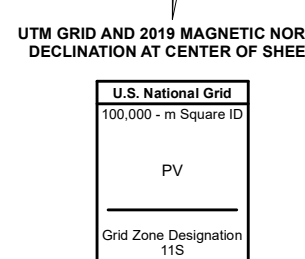 UTM GRID AND 2019 MAGNETIC NOR
DECLINATION AT CENTER OF SHEE
U.S. National Grid
100,000 - m Square ID
PV
Grid Zone Designation
11S